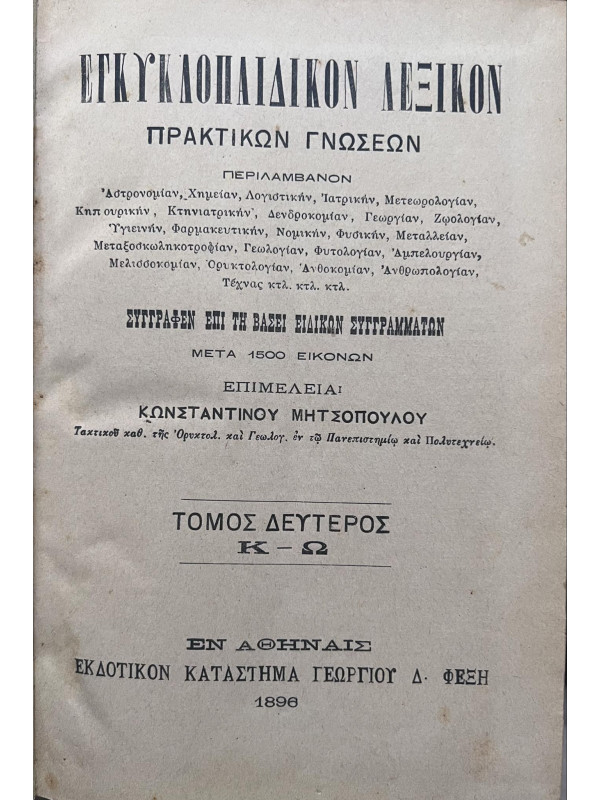 ΕΓΚΥΚΛΟΠΑΙΔΙΚΟΝ ΛΕΞΙΚΟΝ
ΠΡΑΚΤΙΚΩΝ ΓΝΩΣΕΩΝ
ΠΕΡΙΛΑΜΒΑΝΟΝ
Ἀστρονομίαν, Χημείαν, Λογιστικήν, Ἰατρικήν, Μετεωρολογίαν,
Κηπουρικήν, Κτηνιατρικήν, Δενδροκομίαν, Γεωργίαν, Ζῳολογίαν,
Ὑγιεινήν, Φαρμακευτικήν, Νομικήν, Φυσικήν, Μεταλλείαν,
Μεταξοσκωληκοτροφίαν, Γεωλογίαν, Φυτολογίαν, Ἀμπελουργίαν,
Μελισσοκομίαν, Ὀρυκτολογίαν, Ἀνθοκομίαν, Ἀνθρωπολογίαν,
Τέχνας κτλ. κτλ. κτλ.
ΣΥΓΓΡΑΦΕΝ ΕΠΙ ΤΗ ΒΑΣΕΙ ΕΙΔΙΚΩΝ ΣΥΓΓΡΑΜΜΑΤΩΝ
ΜΕΤΑ 1500 ΕΙΚΟΝΩΝ
ΕΠΙΜΕΛΕΙΑι
ΚΩΝΣΤΑΝΤΙΝΟΥ ΜΗΤΣΟΠΟΥΛΟΥ
Τακτικοῦ καθ. τῆς Ὀρυκτολ. καὶ Γεωλογ. ἐν τῷ Πανεπιστημίῳ καὶ Πολυτεχνείῳ.
ΤΟΜΟΣ ΔΕΥΤΕΡΟΣ
Κ – Ω
ΕΝ ΑΘΗΝΑΙΣ
ΕΚΔΟΤΙΚΟΝ ΚΑΤΑΣΤΗΜΑ ΓΕΩΡΓΙΟΥ Δ. ΦΕΞΗ
1896